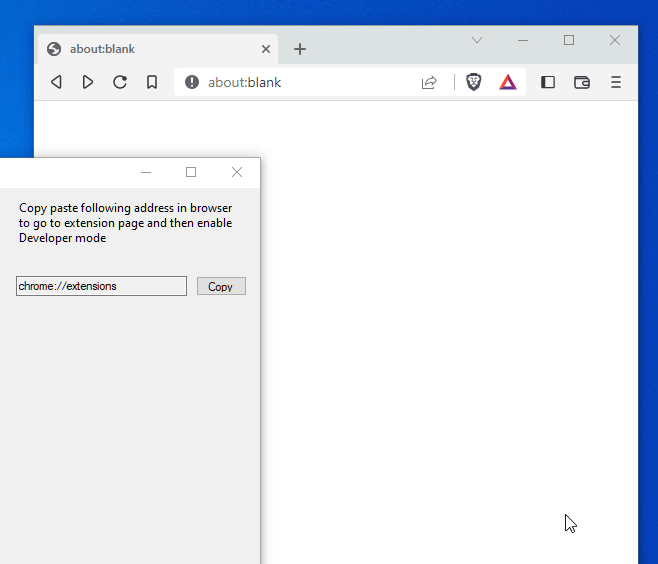 about:blank
about:blank
Copy paste following address in browser
to go to extension page and then enable
Developer mode
chrome://extensions
Copy